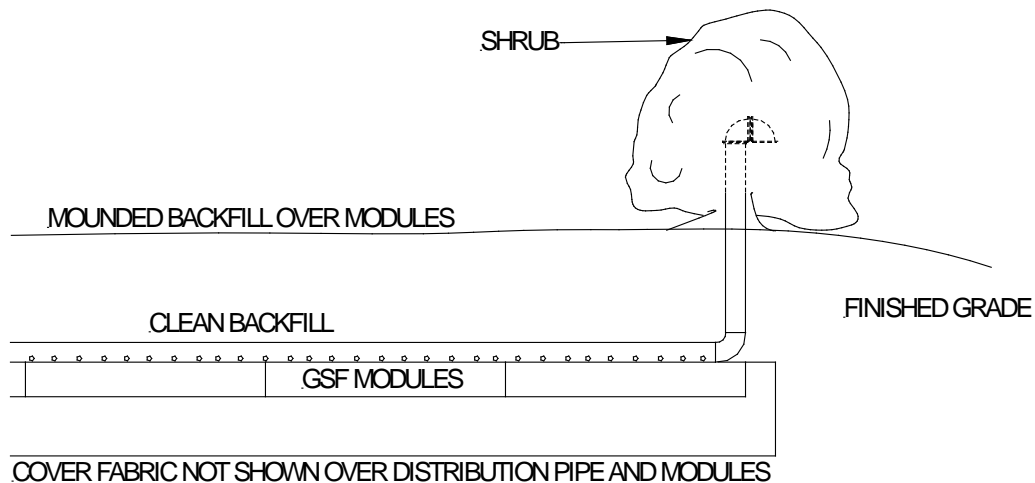 SHRUB
MOUNDED BACKFILL OVER MODULES
FINISHED GRADE
CLEAN BACKFILL
GSF MODULES
COVER FABRIC NOT SHOWN OVER DISTRIBUTION PIPE AND MODULES